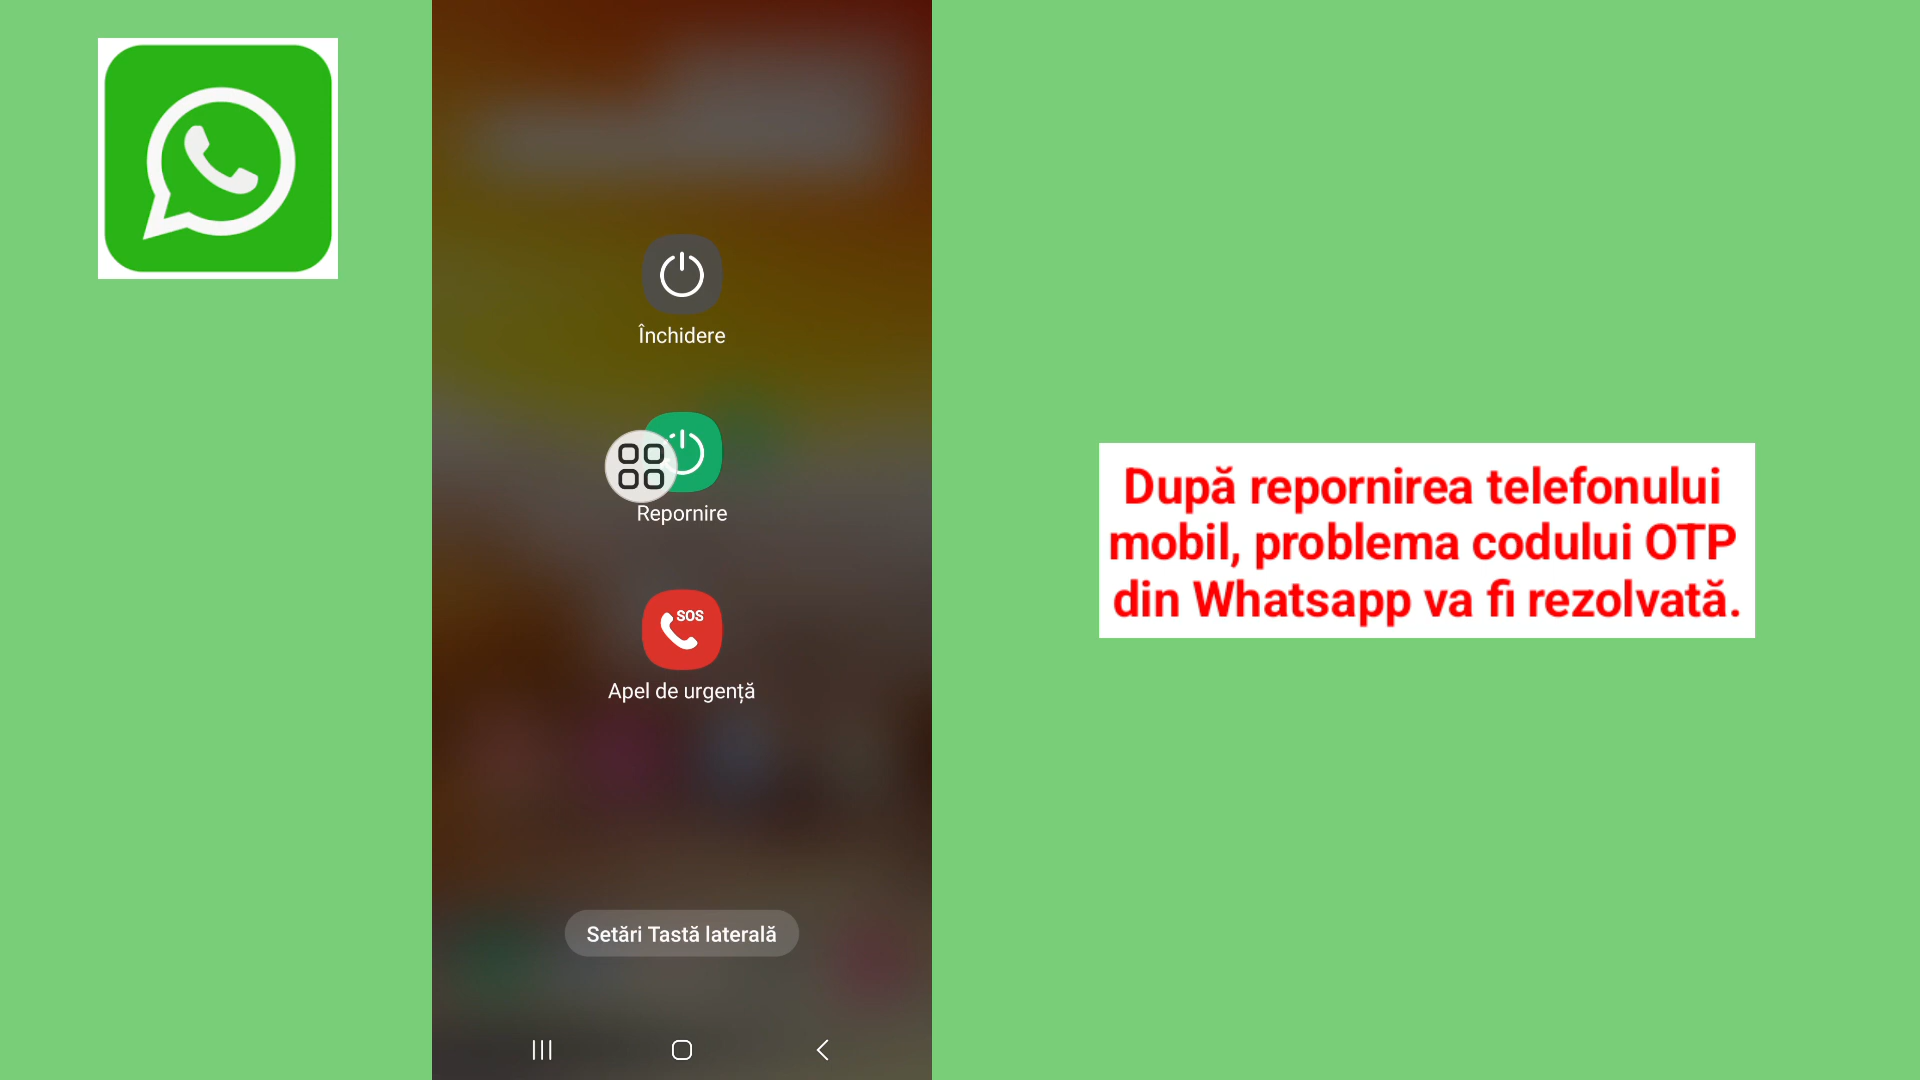 Închidere
Repornire
SOS
Apel de urgență
Setări Tastă laterală
După repornirea telefonului
mobil, problema codului OTP
din Whatsapp va fi rezolvată.